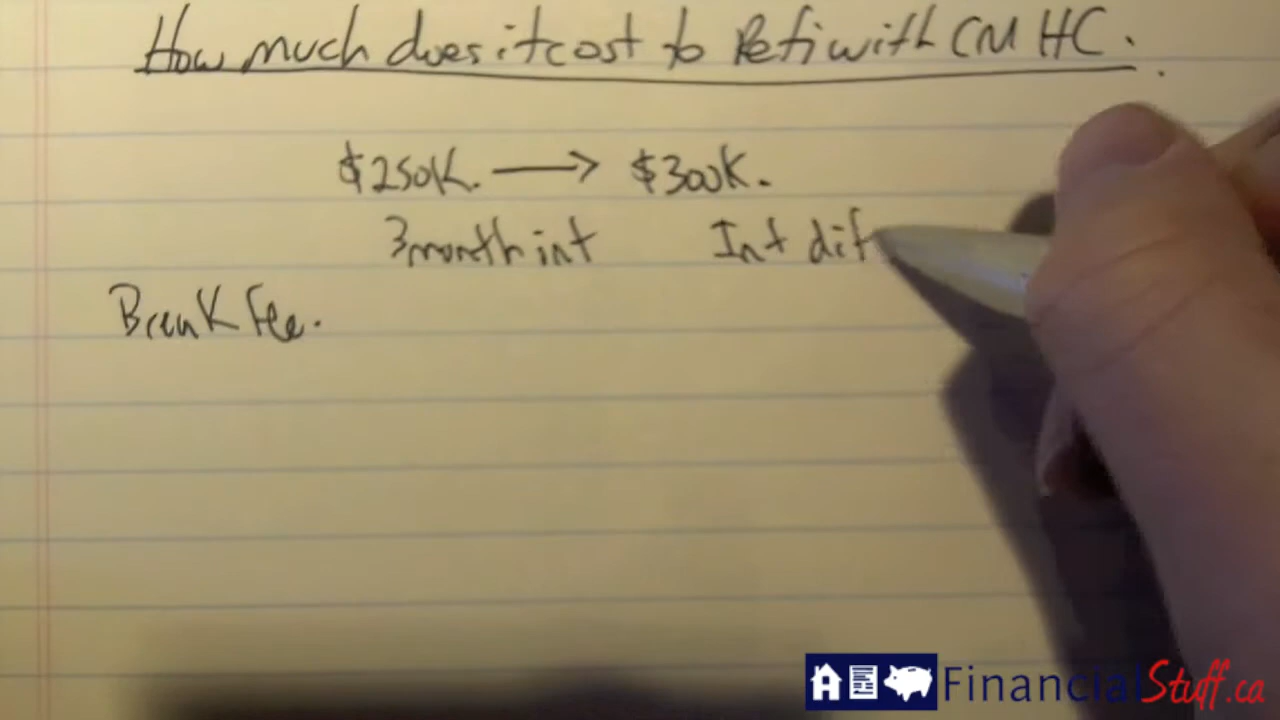 How much does it cost to Refi with CMHC.
$250K. → $300K.
3 month int Int dif
Break Fee.
FinancialStuff.ca